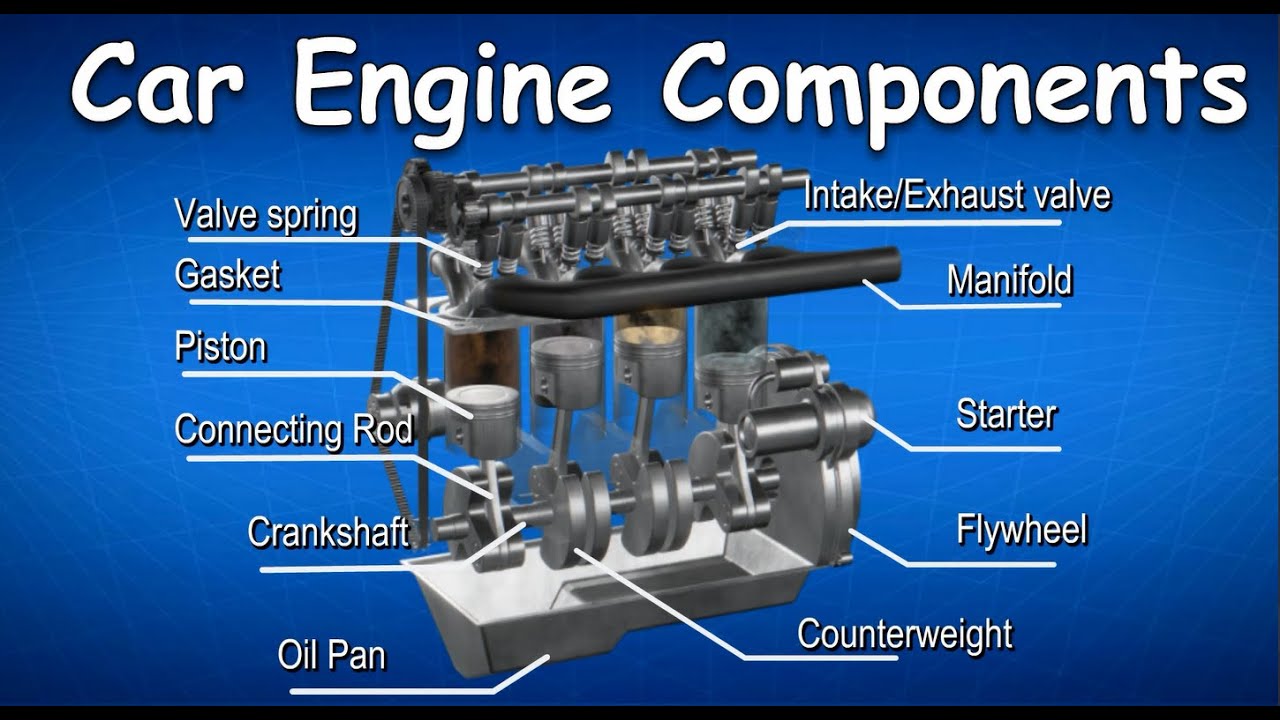 Car Engine Components
Valve spring
Intake/Exhaust valve
Gasket
Manifold
Piston
Connecting Rod
Starter
Crankshaft
Flywheel
Oil Pan
Counterweight